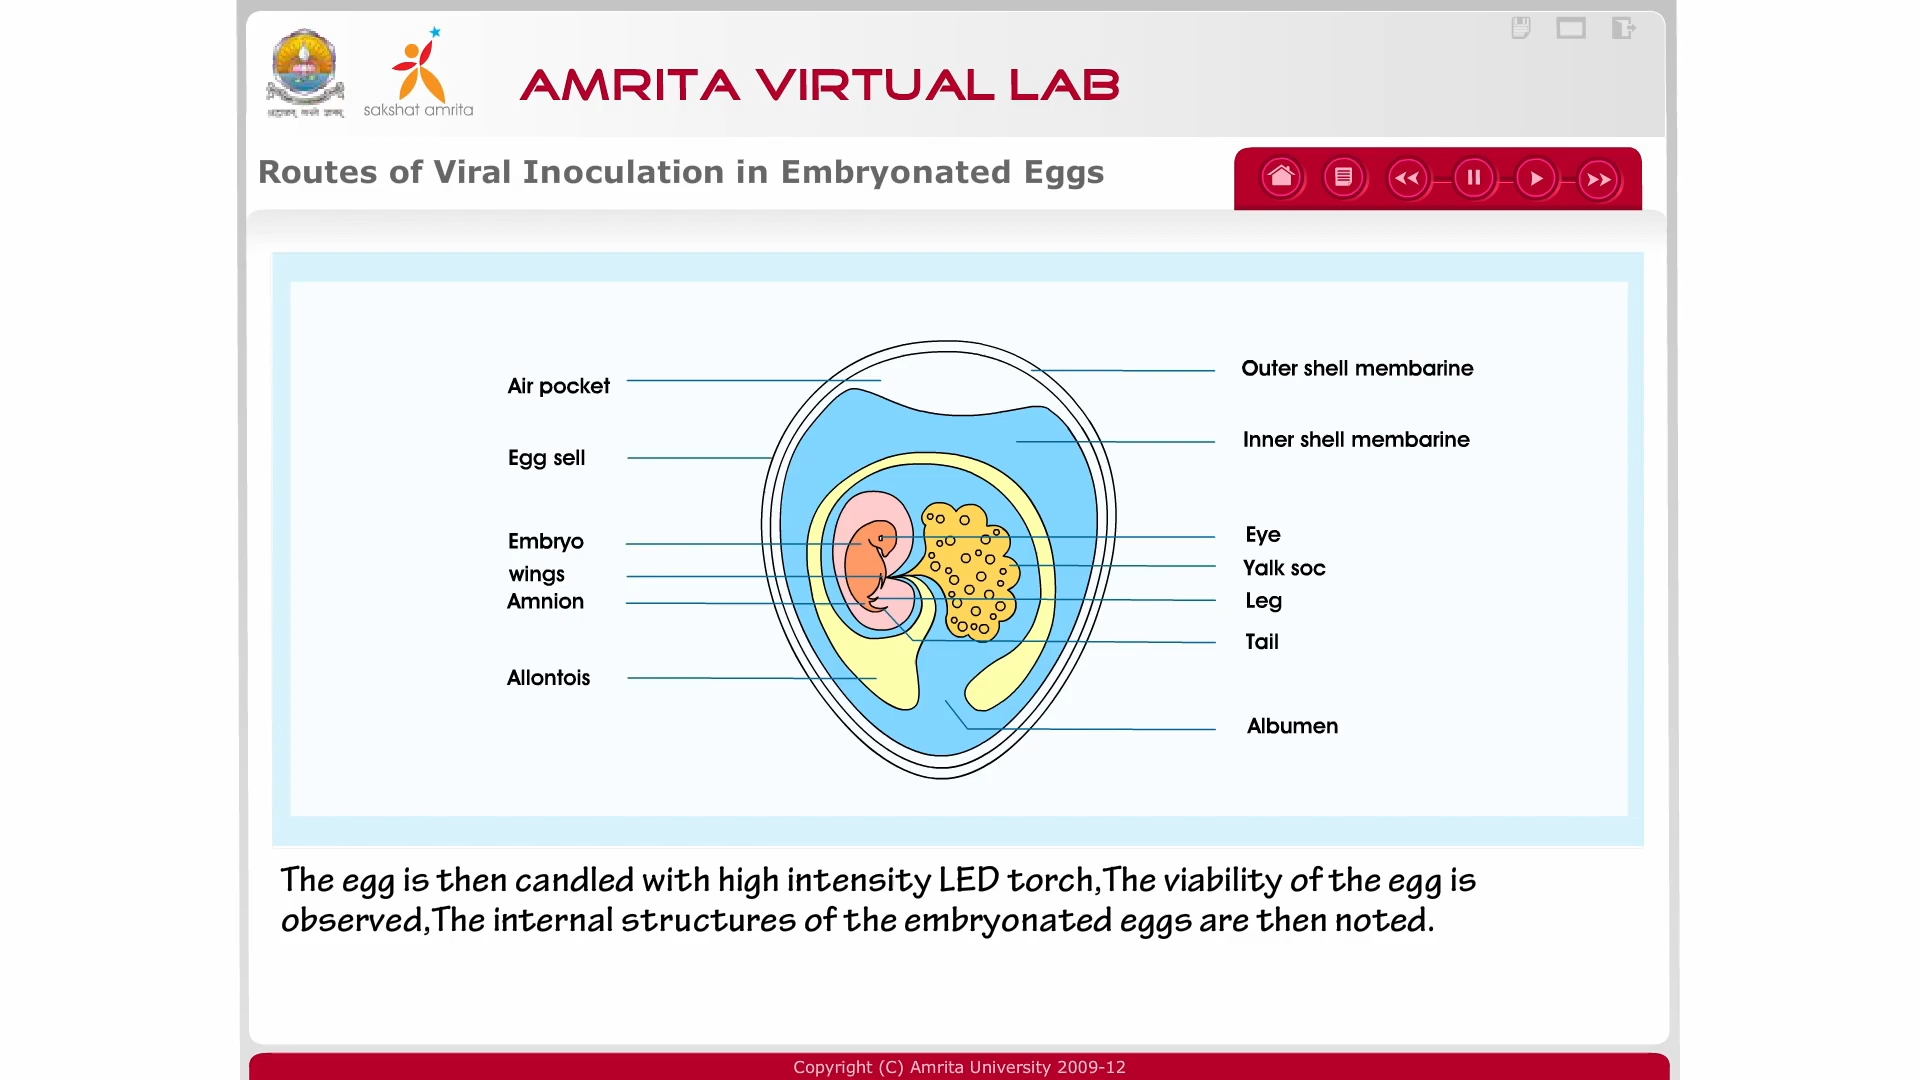 sakshat amrita
AMRITA VIRTUAL LAB
Routes of Viral Inoculation in Embryonated Eggs
Air pocket
Egg sell
Embryo
wings
Amnion
Allontois
Outer shell membarine
Inner shell membarine
Eye
Yalk soc
Leg
Tail
Albumen
The egg is then candled with high intensity LED torch,The viability of the egg is
observed,The internal structures of the embryonated eggs are then noted.
Copyright (C) Amrita University 2009-12